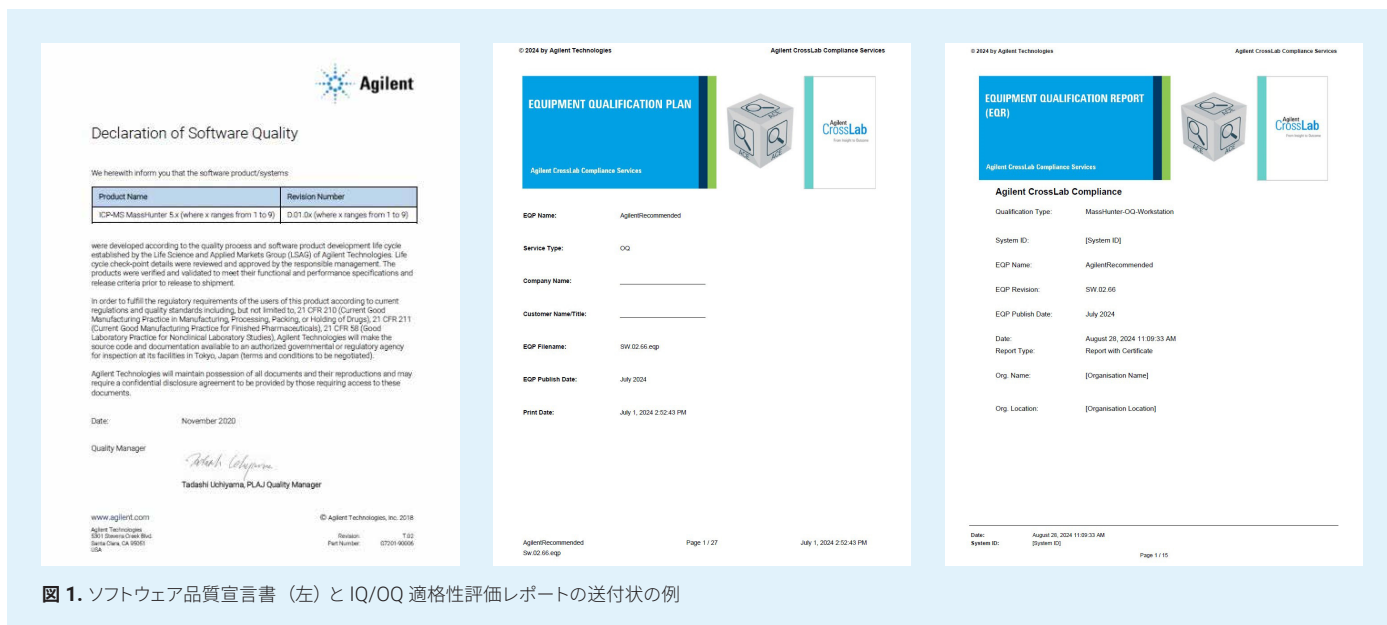 Agilent
Declaration of Software Quality
We herewith inform you that the software product/systems
Product Name Revision Number
ICP-MS MassHunter 5.x (where x ranges from 1 to 9) D.01.0x (where x ranges from 1 to 9)
were developed according to the quality process and software product development life cycle
established by the Life Science and Applied Markets Group (LSAG) of Agilent Technologies. Life
cycle check-point details were reviewed and approved by the responsible management. The
products were verified and validated to meet their functional and performance specifications and
release criteria prior to release to shipment.
In order to fulfill the regulatory requirements of the users of this product according to current
regulations and quality standards including, but not limited to, 21 CFR 210 (Current Good
Manufacturing Practice in Manufacturing, Processing, Packing, or Holding of Drugs), 21 CFR 211
(Current Good Manufacturing Practice for Finished Pharmaceuticals), 21 CFR 58 (Good
Laboratory Practice for Nonclinical Laboratory Studies), Agilent Technologies will make the
source code and documentation available to an authorized governmental or regulatory agency
for inspection at its facilities in Tokyo, Japan (terms and conditions to be negotiated).
Agilent Technologies will maintain possession of all documents and their reproductions and may
require a confidential disclosure agreement to be provided by those requiring access to these
documents.
Date: November 2020
Quality Manager
Tadashi Uchiyama, PLAJ Quality Manager
www.agilent.com © Agilent Technologies, Inc. 2018
Agilent Technologies
5301 Stevens Creek Blvd. Revision: T.02
Santa Clara, CA 95051 Part Number: G7201-90006
USA
© 2024 by Agilent Technologies Agilent CrossLab Compliance Services
EQUIPMENT QUALIFICATION PLAN
Agilent CrossLab Compliance Services
ACE
ACE
ACE
Agilent
CrossLab
From Insight to Outcome
EQP Name: AgilentRecommended
Service Type: OQ
Company Name:
Customer Name/Title:
EQP Filename: SW.02.66.eqp
EQP Publish Date: July 2024
Print Date: July 1, 2024 2:52:43 PM
AgilentRecommended Page 1 / 27 July 1, 2024 2:52:43 PM
Sw.02.66.eqp
© 2024 by Agilent Technologies Agilent CrossLab Compliance Services
EQUIPMENT QUALIFICATION REPORT
(EQR)
Agilent CrossLab Compliance Services
ACE
ACE
ACE
Agilent
CrossLab
From Insight to Outcome
Agilent CrossLab Compliance
Qualification Type: MassHunter-OQ-Workstation
System ID: [System ID]
EQP Name: AgilentRecommended
EQP Revision: SW.02.66
EQP Publish Date: July 2024
Date: August 28, 2024 11:09:33 AM
Report Type: Report with Certificate
Org. Name: [Organisation Name]
Org. Location: [Organisation Location]
Date: August 28, 2024 11:09:33 AM
System ID: [System ID]
Page 1 / 15
図 1. ソフトウェア品質宣言書（左）と IQ/OQ 適格性評価レポートの送付状の例